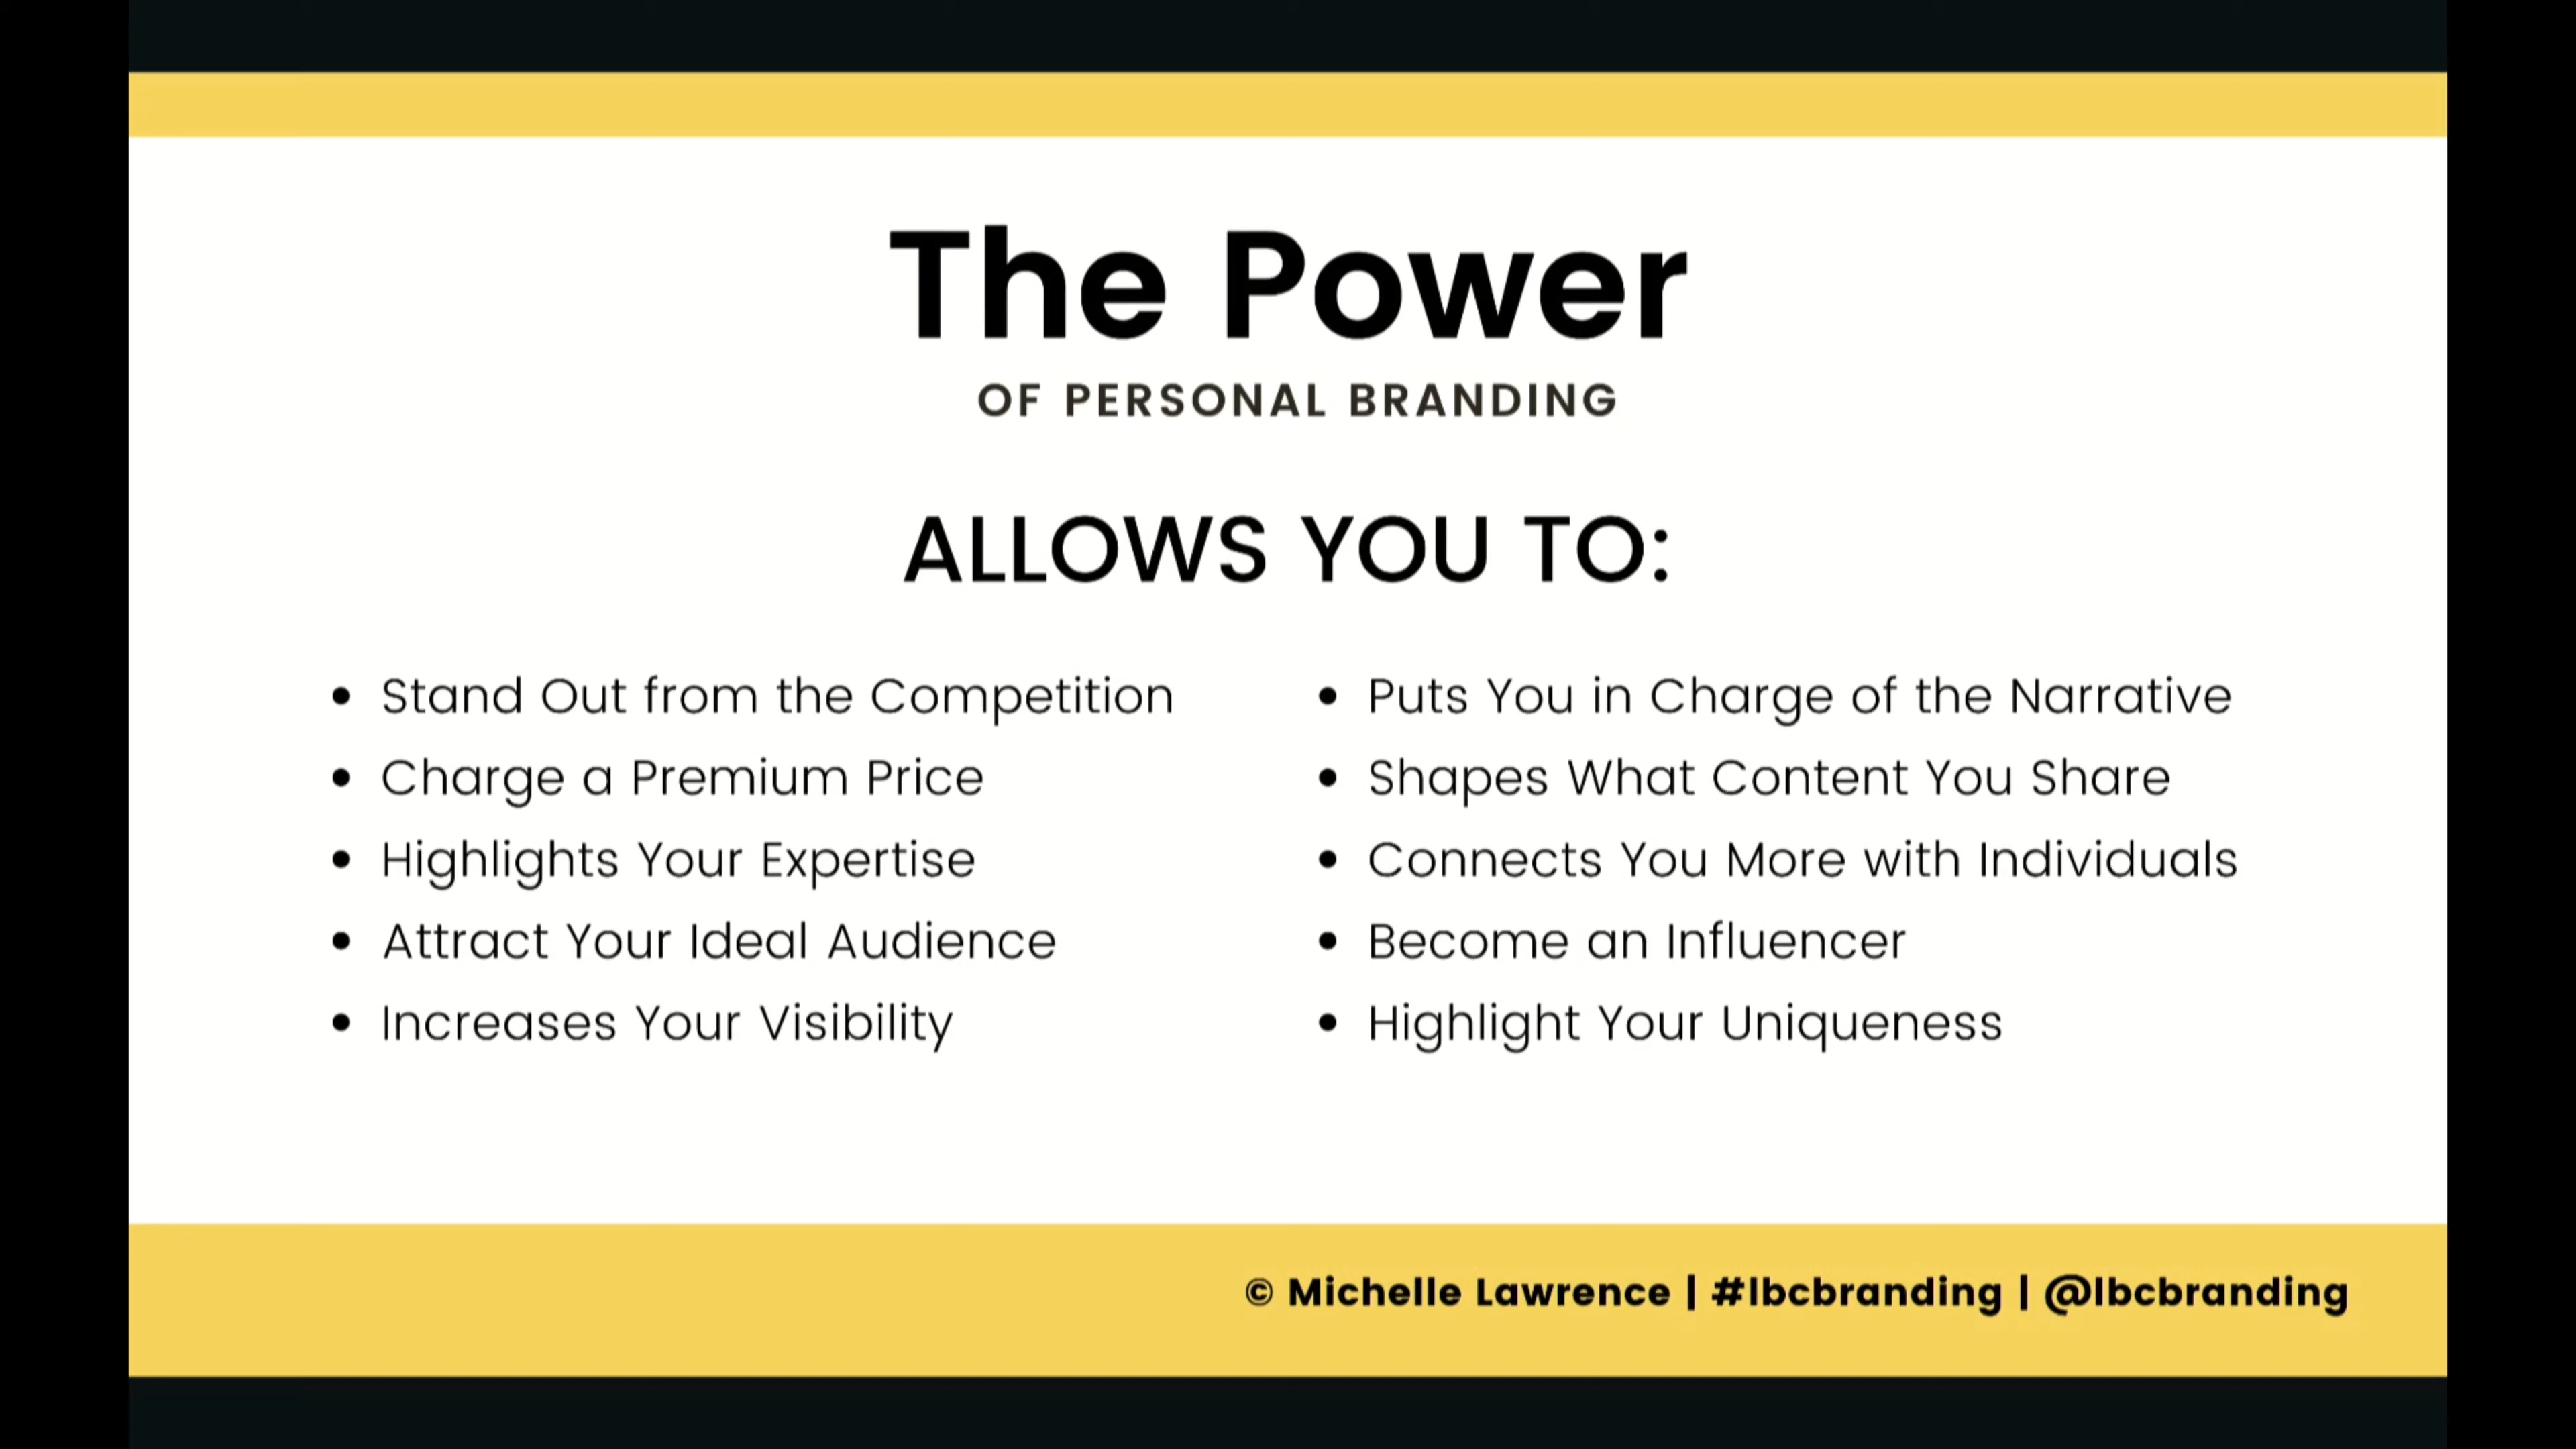 The Power
OF PERSONAL BRANDING
ALLOWS YOU TO:
• Stand Out from the Competition
• Charge a Premium Price
• Highlights Your Expertise
• Attract Your Ideal Audience
• Increases Your Visibility
• Puts You in Charge of the Narrative
• Shapes What Content You Share
• Connects You More with Individuals
• Become an Influencer
• Highlight Your Uniqueness
© Michelle Lawrence | #lbcbranding | @lbcbranding